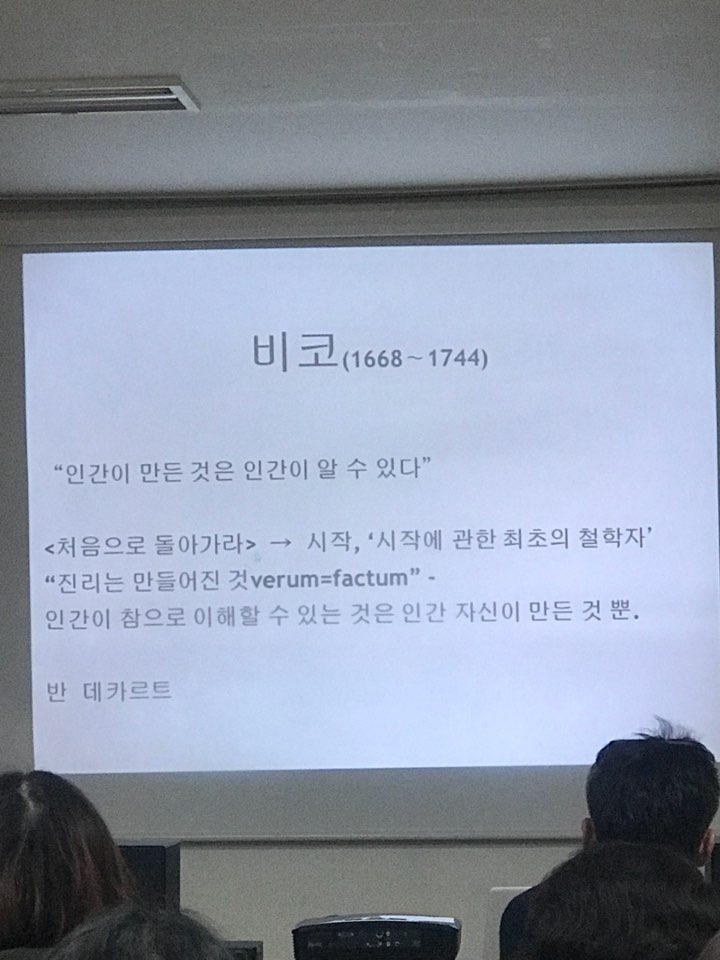 비코(1668~1744)
“인간이 만든 것은 인간이 알 수 있다”
<처음으로 돌아가라> → 시작, ‘시작에 관한 최초의 철학자’
“진리는 만들어진 것verum=factum” -
인간이 참으로 이해할 수 있는 것은 인간 자신이 만든 것 뿐.
반 데카르트